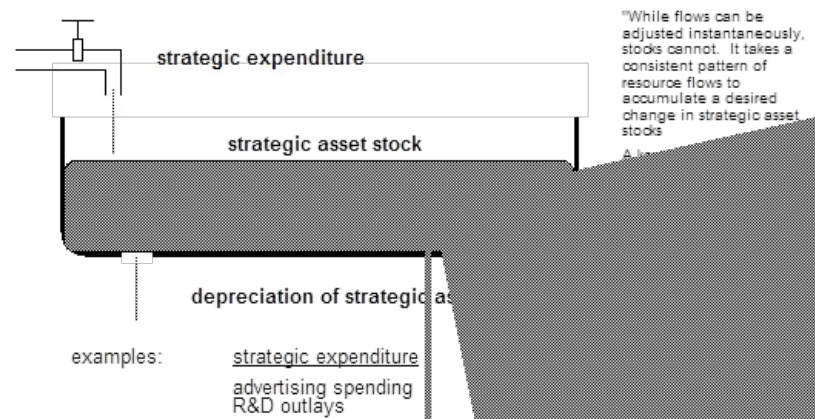 strategic expenditure
"While flows can be
adjusted instantaneously,
stocks cannot. It takes a
consistent pattern of
resource flows to
accumulate a desired
change in strategic asset
stocks
A
strategic asset stock
depreciation of strategic
examples:
strategic expenditure
advertising spending
R&D outlays